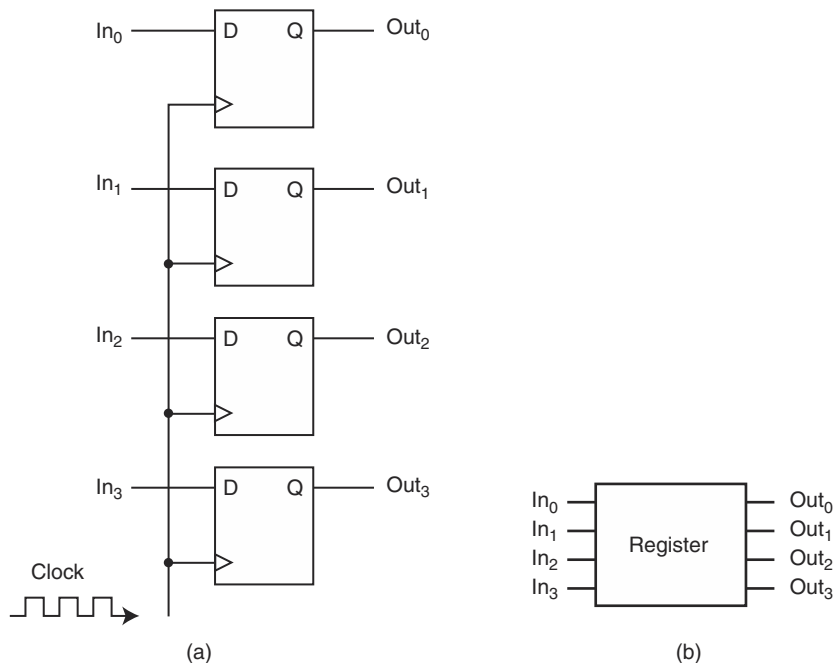 In₀ D Q Out₀
In₁ D Q Out₁
In₂ D Q Out₂
In₃ D Q Out₃
Clock
(a)
In₀ Out₀
In₁ Out₁
Register
In₂ Out₂
In₃ Out₃
(b)